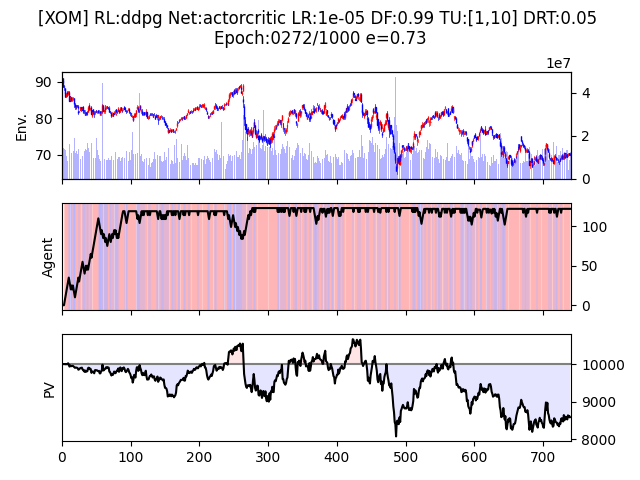 [XOM] RL:ddpg Net:actorcritic LR:1e-05 DF:0.99 TU:[1,10] DRT:0.05
Epoch:0272/1000 e=0.73
1e7
90
80
70
Env.
4
2
0
Agent
100
50
0
PV
10000
9000
8000
0 100 200 300 400 500 600 700